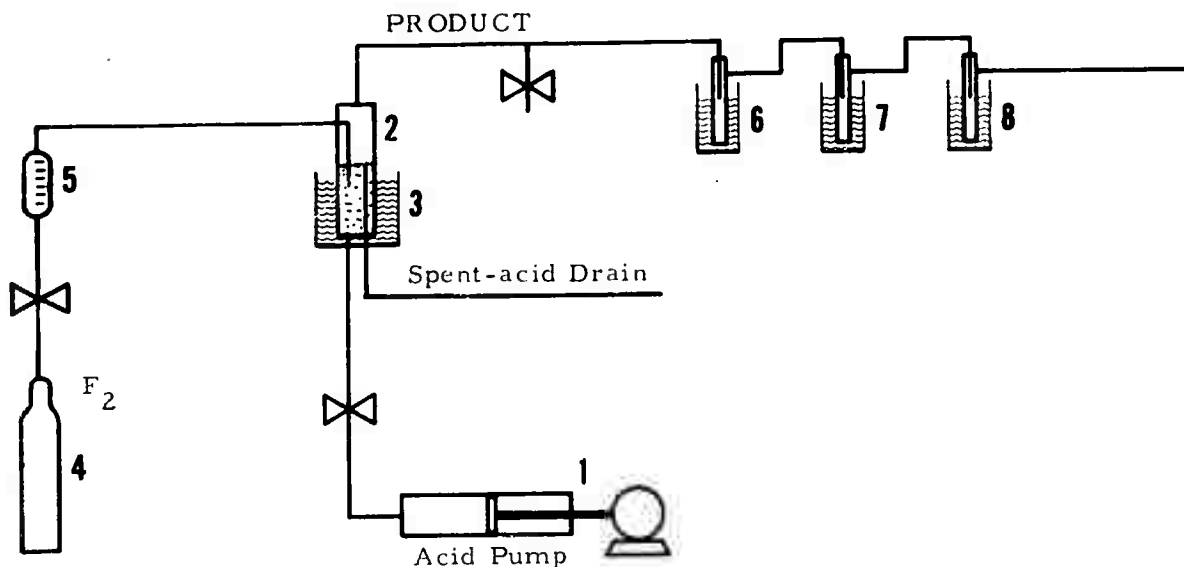 PRODUCT
2
6
7
8
5
3
Spent-acid Drain
F₂
4
1
Acid Pump